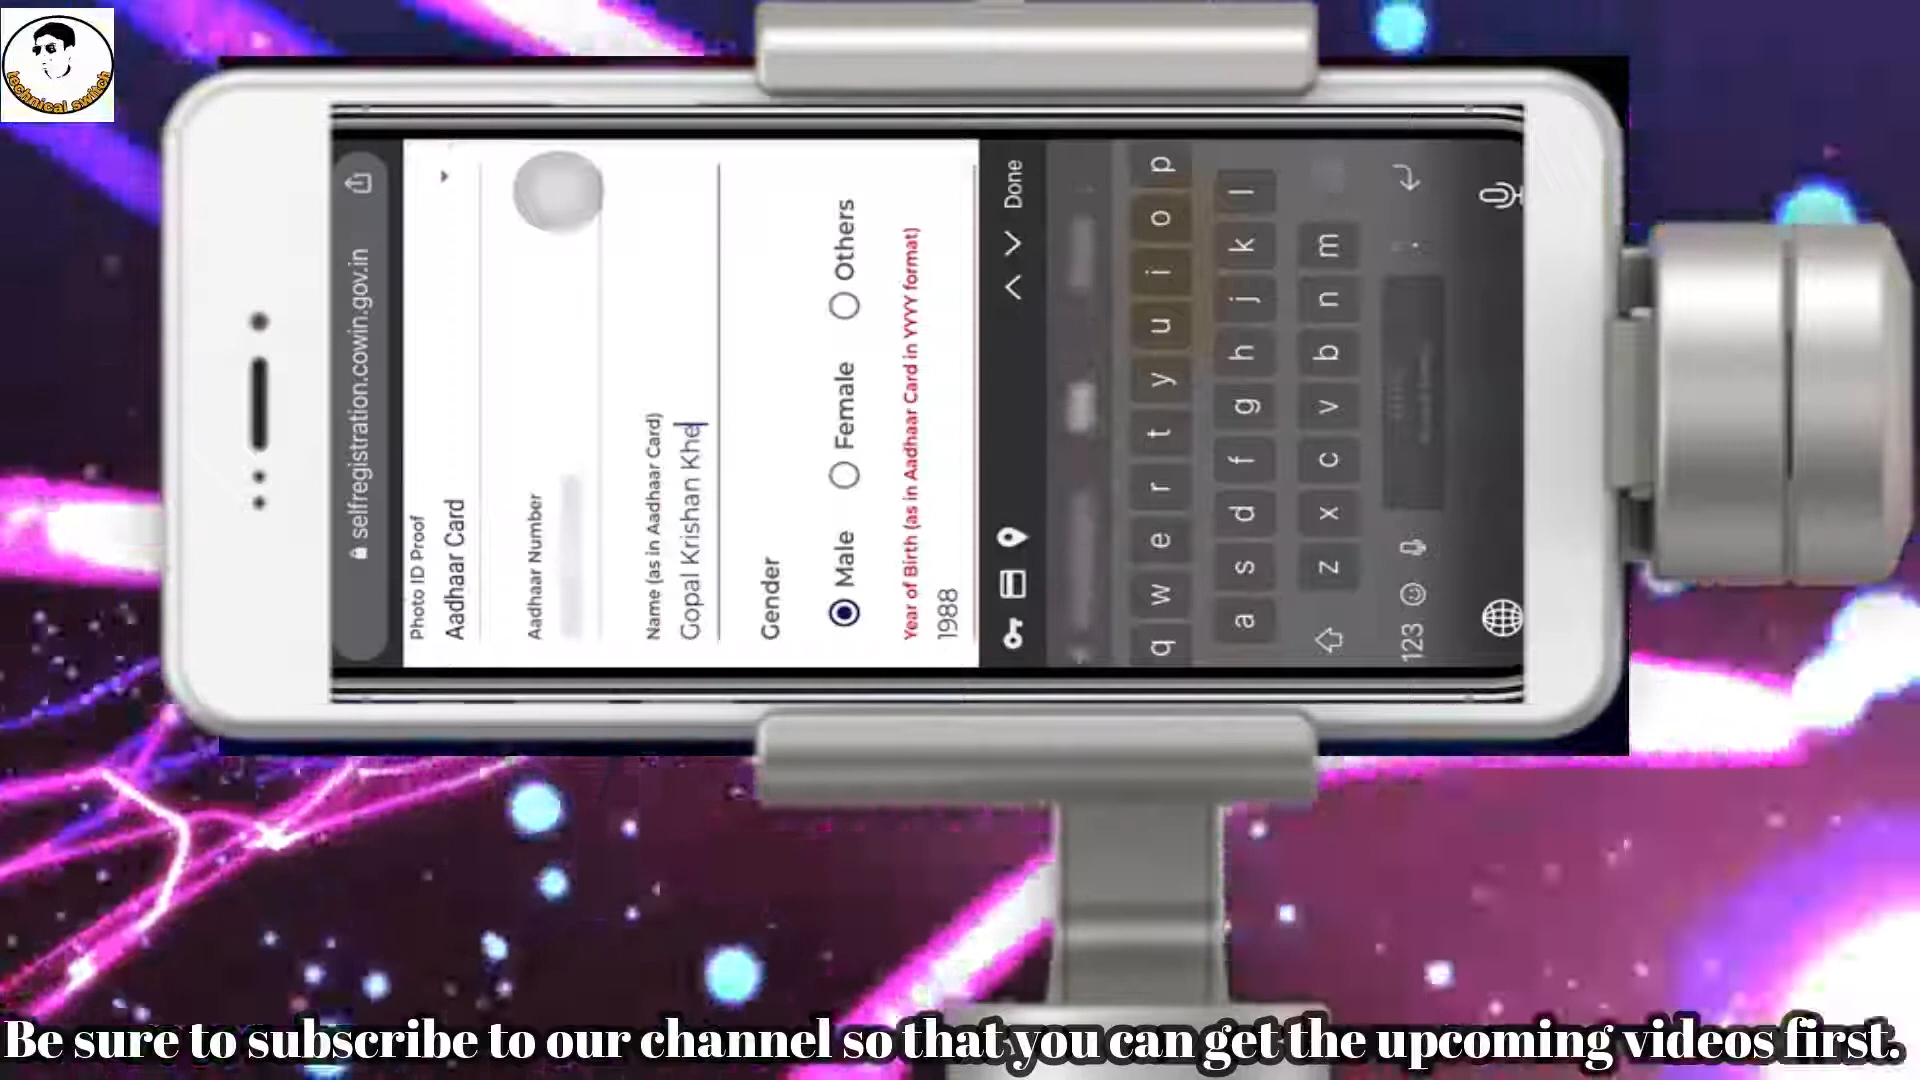 technical switch
selfregistration.cowin.gov.in
Photo ID Proof
Aadhaar Card
Aadhaar Number
Name (as in Aadhaar Card)
Gopal Krishan Khe
Gender
Male Female Others
Year of Birth (as in Aadhaar Card in YYYY format)
1988
Done
q w e r t y u i o p
a s d f g h j k l
z x c v b n m
123
Be sure to subscribe to our channel so that you can get the upcoming videos first.